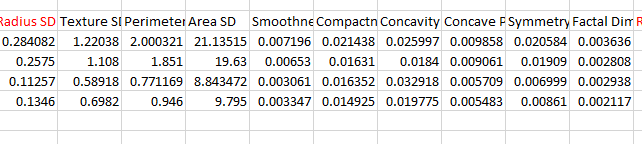 Radius SD Texture SD Perimeter Area SD Smoothne Compactn Concavity Concave P Symmetry Factal Dim R
0.284082 1.22038 2.000321 21.13515 0.007196 0.021438 0.025997 0.009858 0.020584 0.003636
0.2575 1.108 1.851 19.63 0.00653 0.01631 0.0184 0.009061 0.01909 0.002808
0.11257 0.58918 0.771169 8.843472 0.003061 0.016352 0.032918 0.005709 0.006999 0.002938
0.1346 0.6982 0.946 9.795 0.003347 0.014925 0.019775 0.005483 0.00861 0.002117